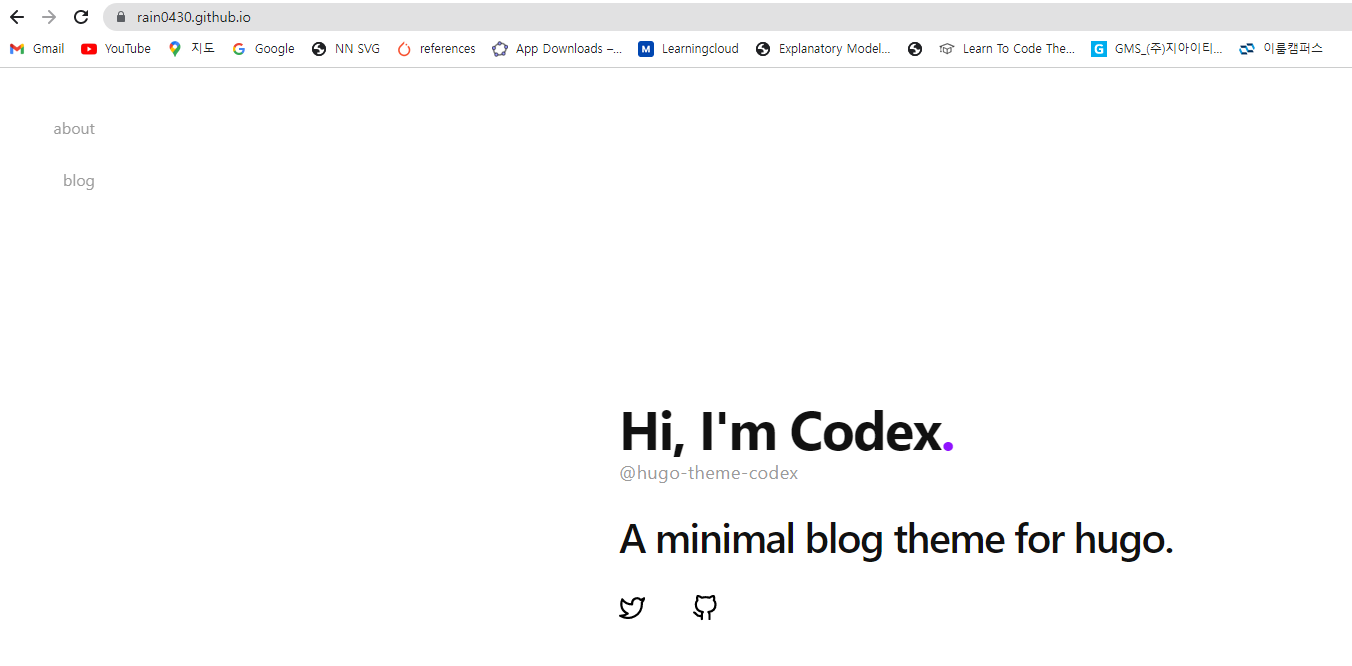 rain0430.github.io
Gmail YouTube 지도 Google NN SVG references App Downloads –... Learningcloud Explanatory Model... Learn To Code The... G GMS_(주)지아이티... 이룸캠퍼스
about
blog
Hi, I'm Codex.
@hugo-theme-codex
A minimal blog theme for hugo.